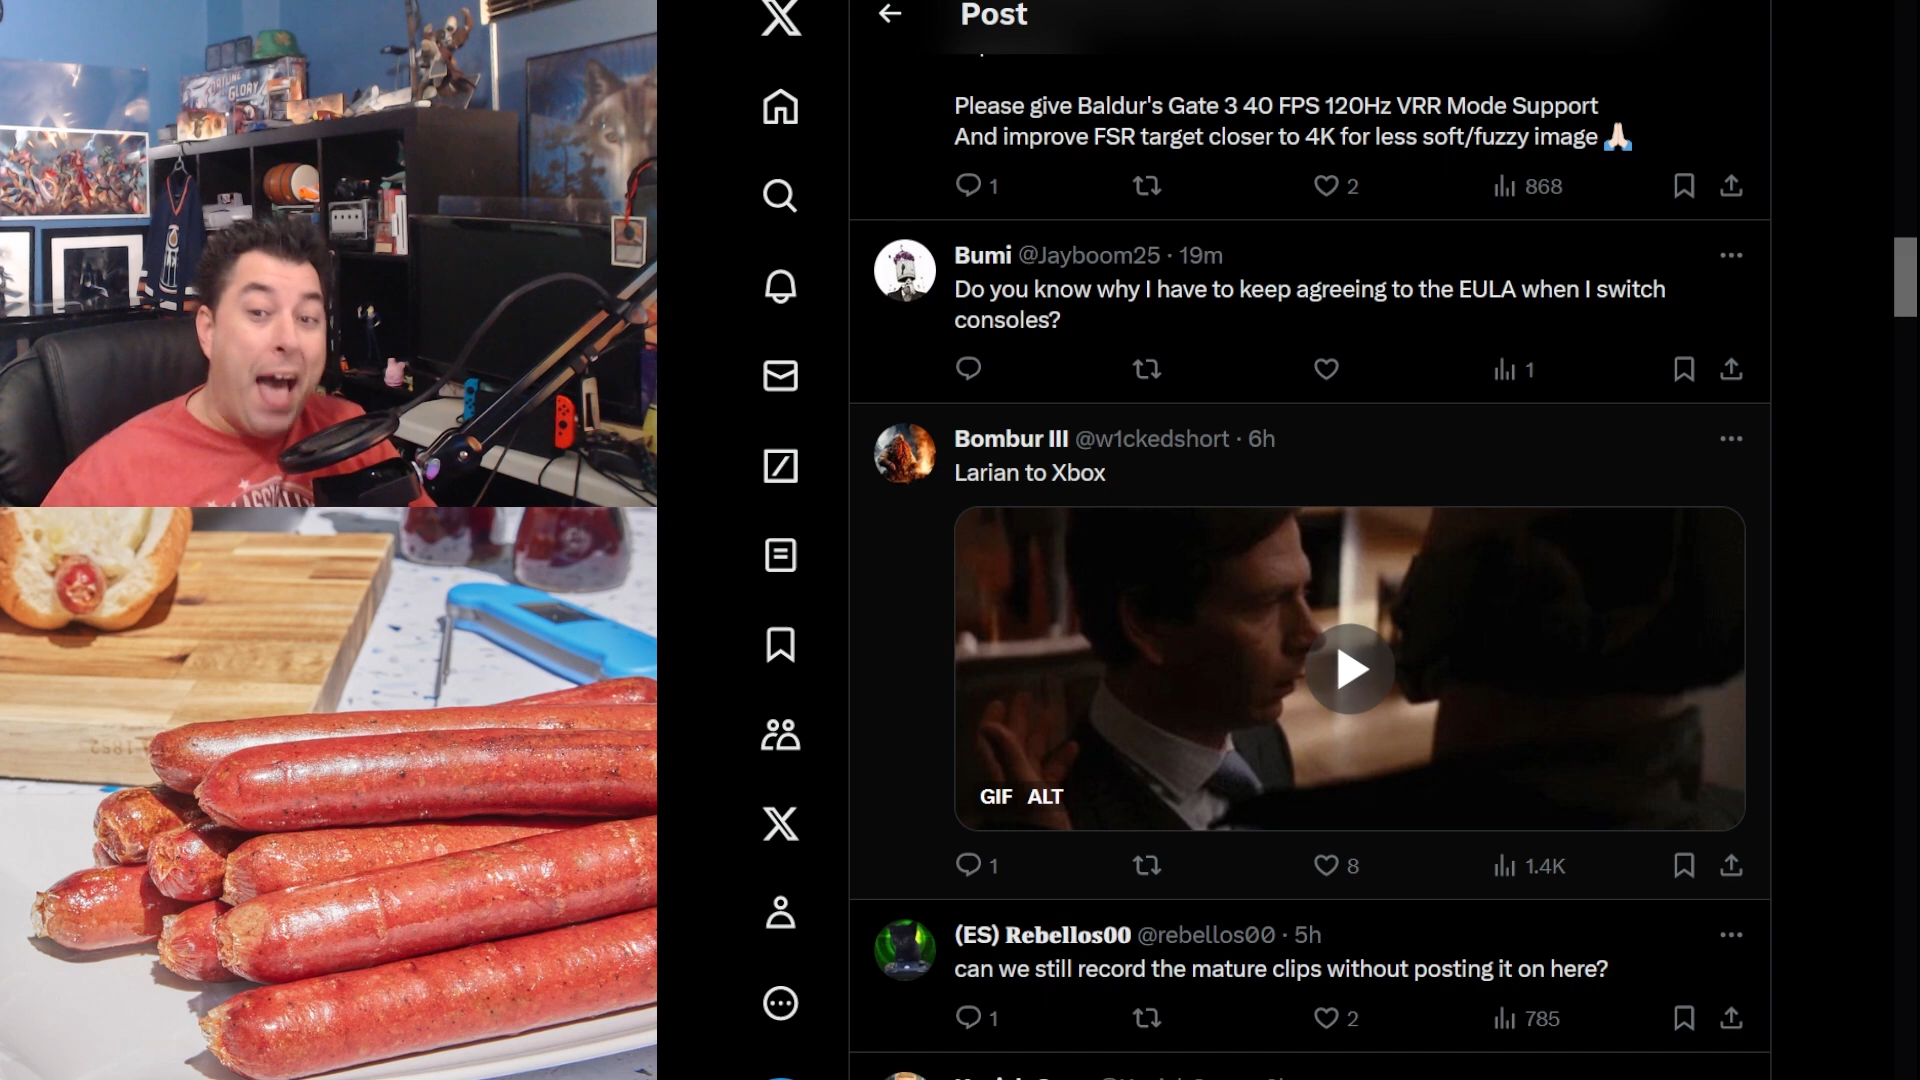 FORTUNE
GLORY
CLASSIC
1852
Post
Please give Baldur's Gate 3 40 FPS 120Hz VRR Mode Support
And improve FSR target closer to 4K for less soft/fuzzy image 🙏🏻
1 2 868
Bumi @Jayboom25 · 19m
Do you know why I have to keep agreeing to the EULA when I switch
consoles?
1
Bombur III @w1ckedshort · 6h
Larian to Xbox
GIF ALT
1 8 1.4K
(ES) Rebellos00 @rebellos00 · 5h
can we still record the mature clips without posting it on here?
1 2 785